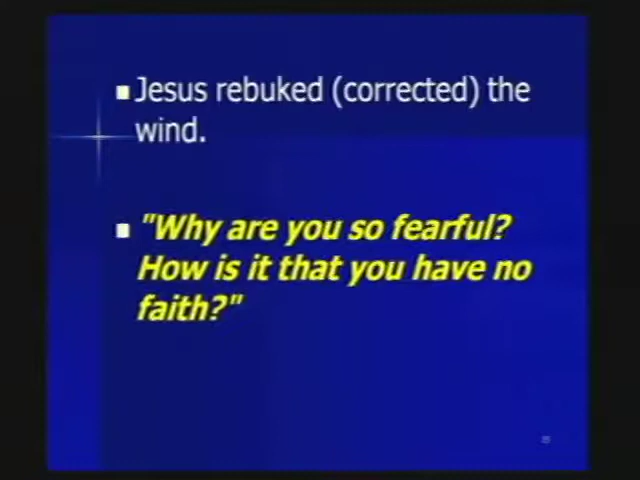 Jesus rebuked (corrected) the
wind.
"Why are you so fearful?
How is it that you have no
faith?"